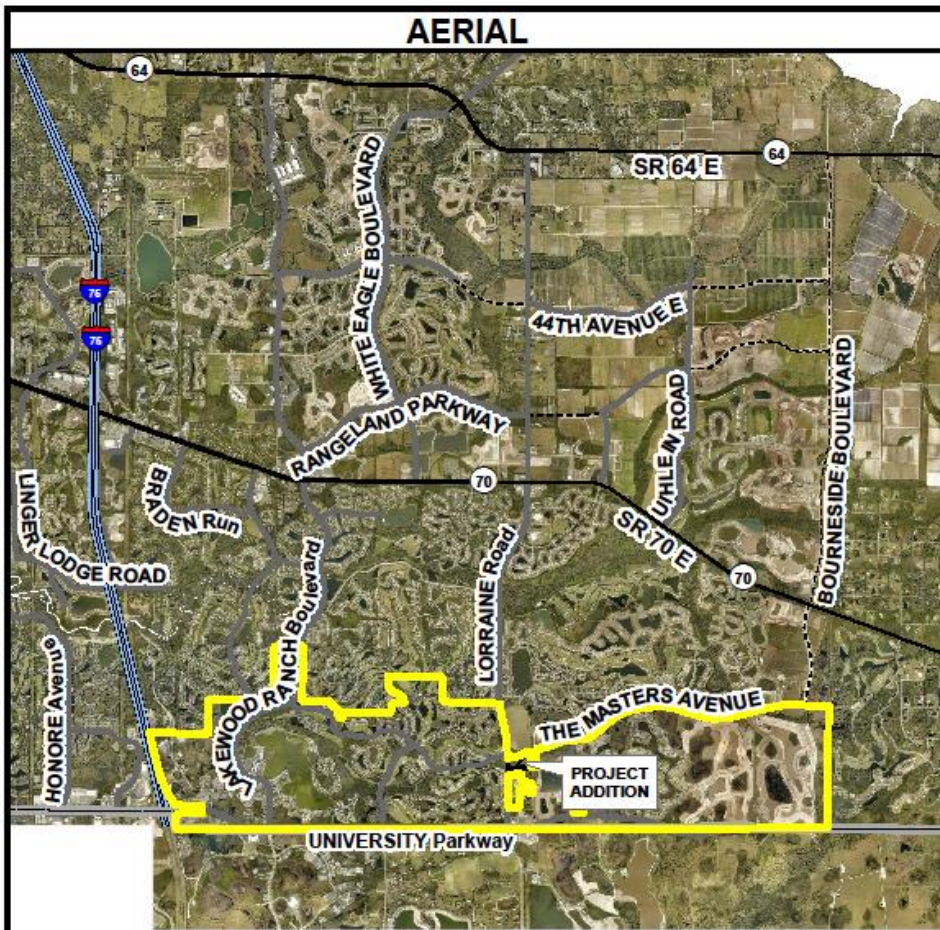 AERIAL
64
64
SR 64 E
WHITE EAGLE BOULEVARD
75
75
44TH AVENUE E
BOURNESIDE BOULEVARD
RANGELAND PARKWAY
UIHLEIN ROAD
70
BRADEN Run
SR 70 E
LINGER LODGE ROAD
70
LORRAINE Road
LAKEWOOD RANCH Boulevard
HONORE Avenue
THE MASTERS AVENUE
PROJECT
ADDITION
UNIVERSITY Parkway